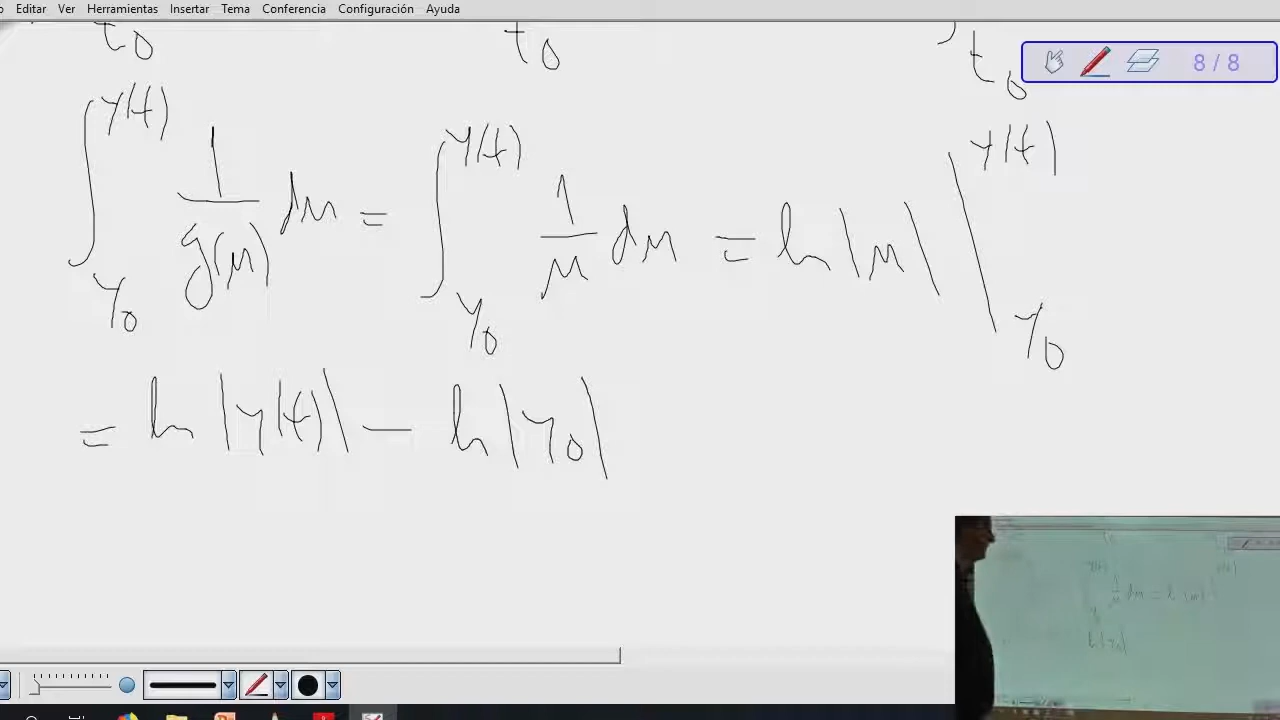 Editar Ver Herramientas Insertar Tema Conferencia Configuración Ayuda
t₀ t₀ t₀
8 / 8
∫_{y₀}^{y(t)} 1/g(u) du = ∫_{y₀}^{y(t)} 1/u du = ln|u| |_{y₀}^{y(t)}
= ln|y(t)| - ln|y₀|